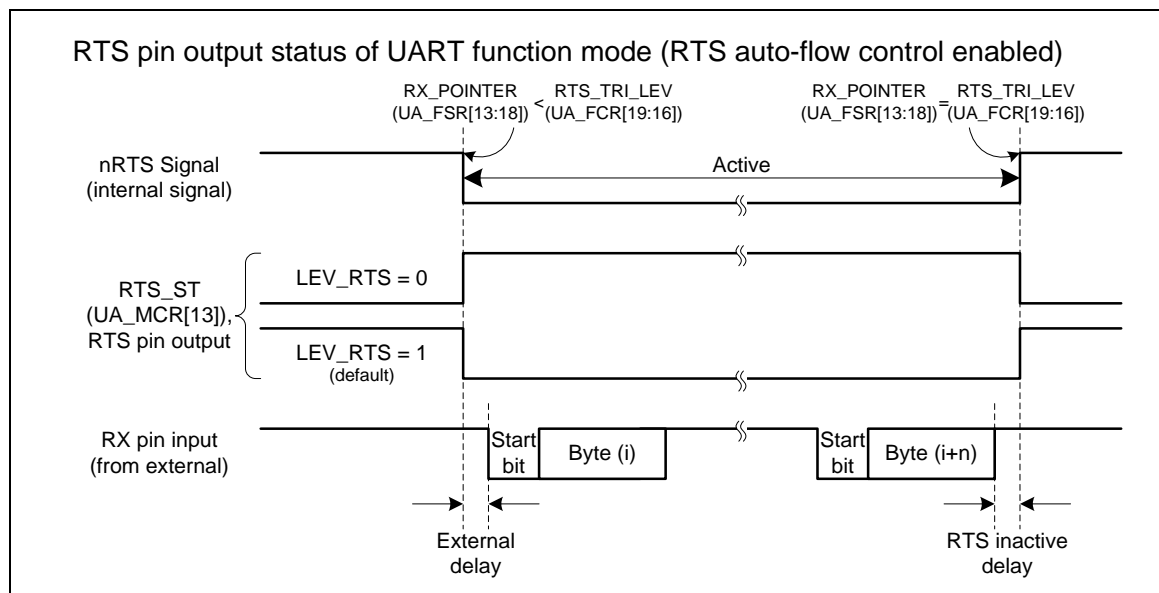 RTS pin output status of UART function mode (RTS auto-flow control enabled)
RX_POINTER
(UA_FSR[13:18])
<
RTS_TRI_LEV
(UA_FCR[19:16])
RX_POINTER
(UA_FSR[13:18])
=
RTS_TRI_LEV
(UA_FCR[19:16])
nRTS Signal
(internal signal)
Active
RTS_ST
(UA_MCR[13]),
RTS pin output
LEV_RTS = 0
LEV_RTS = 1
(default)
RX pin input
(from external)
Start
bit
Byte (i)
Start
bit
Byte (i+n)
External
delay
RTS inactive
delay